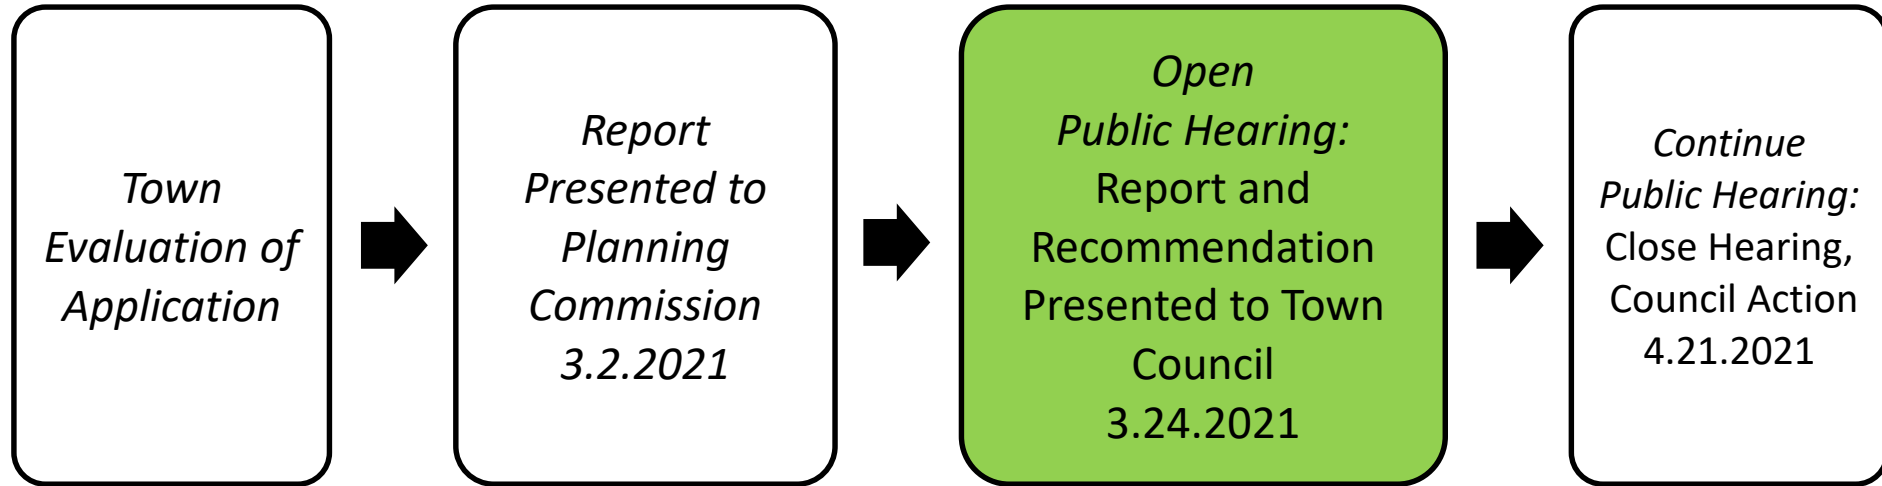 Town
Evaluation of
Application
Report
Presented to
Planning
Commission
3.2.2021
Open
Public Hearing:
Report and
Recommendation
Presented to Town
Council
3.24.2021
Continue
Public Hearing:
Close Hearing,
Council Action
4.21.2021